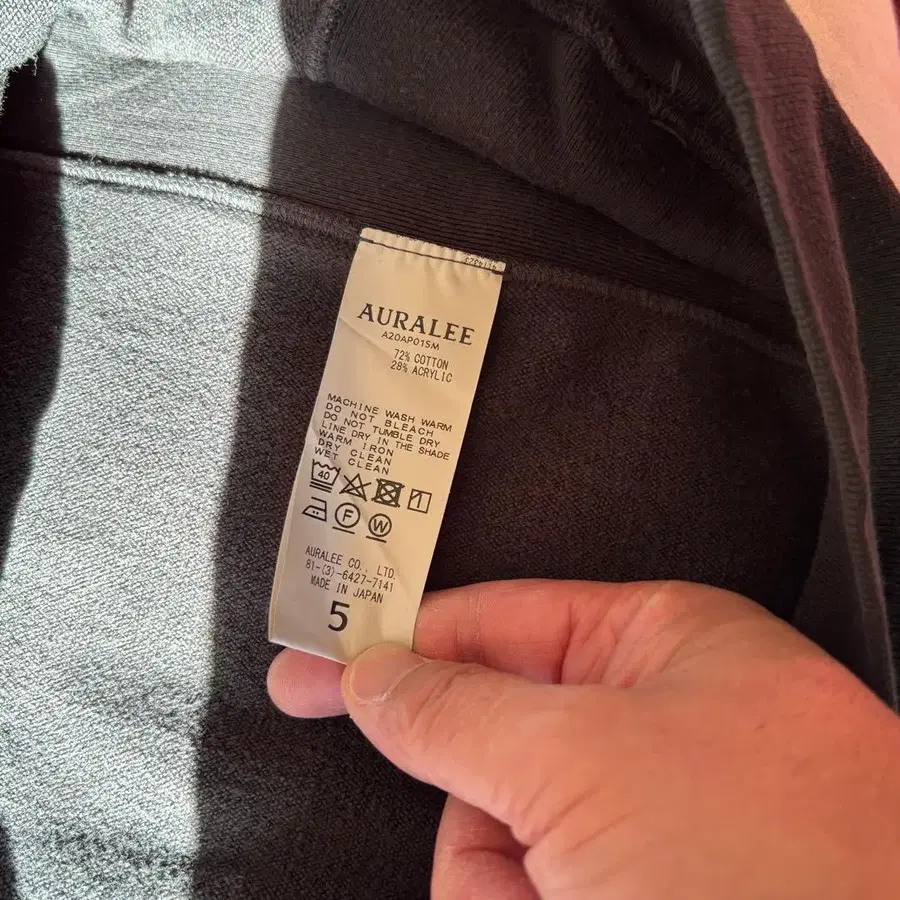 AURALEE
A20AP01SM
72% COTTON
28% ACRYLIC
MACHINE WASH WARM
DO NOT BLEACH
DO NOT TUMBLE DRY
LINE DRY IN THE SHADE
WARM IRON
DRY CLEAN
WET CLEAN
40
F W
AURALEE CO., LTD.
81-(3)-6427-7141
MADE IN JAPAN
5